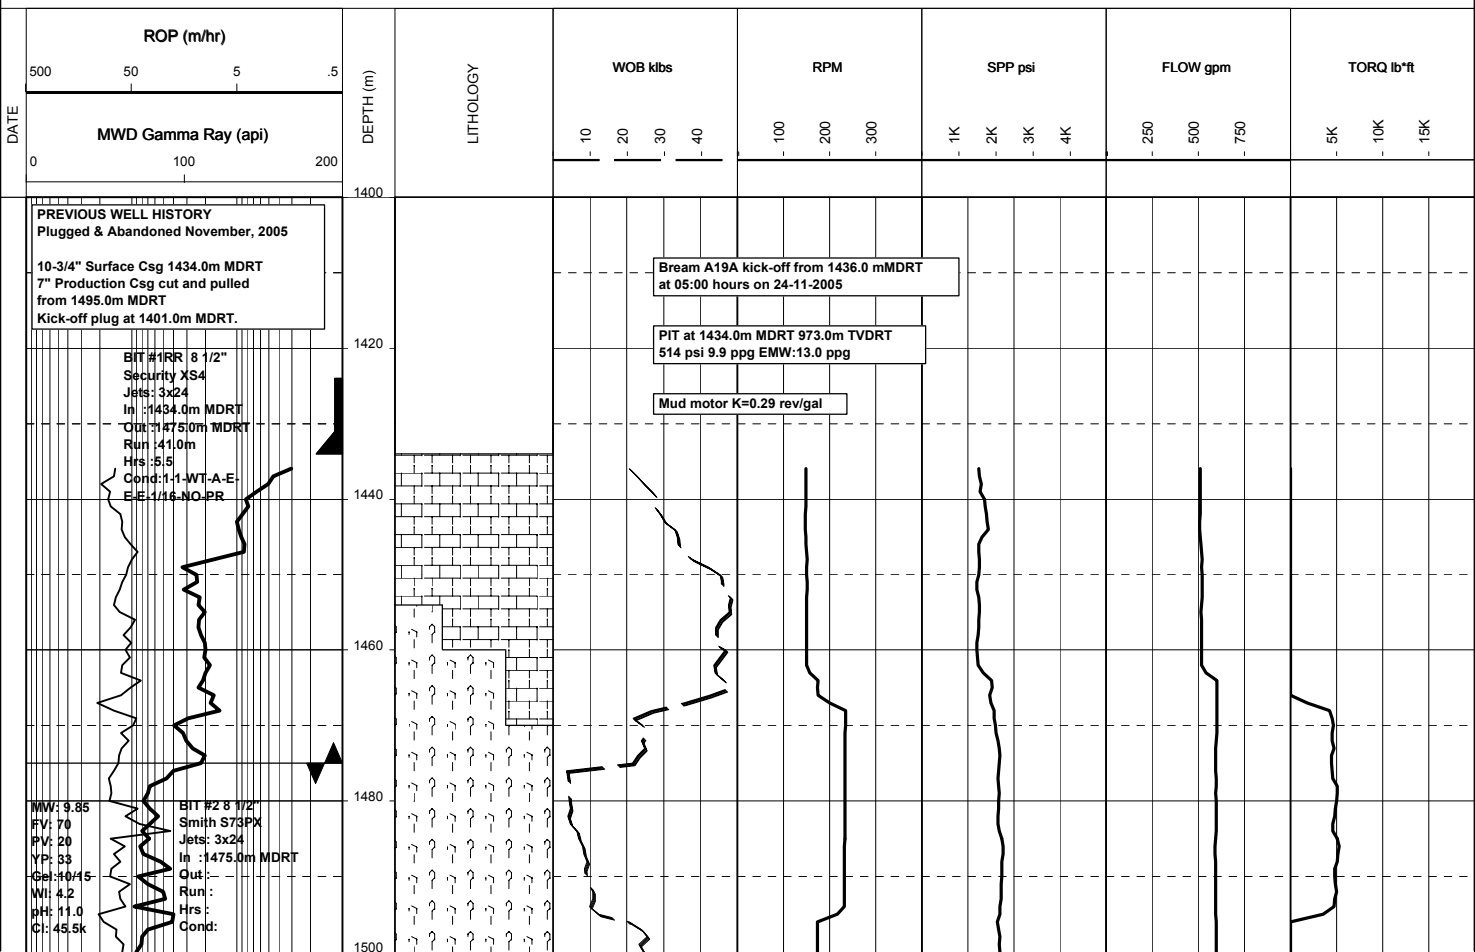 ROP (m/hr)
500 50 5 .5
MWD Gamma Ray (api)
0 100 200
DATE
DEPTH (m)
LITHOLOGY
WOB klbs
10 20 30 40
RPM
100 200 300
SPP psi
1K 2K 3K 4K
FLOW gpm
250 500 750
TORQ lb*ft
5K 10K 15K
1400
PREVIOUS WELL HISTORY
Plugged & Abandoned November, 2005
10-3/4" Surface Csg 1434.0m MDRT
7" Production Csg cut and pulled
from 1495.0m MDRT
Kick-off plug at 1401.0m MDRT.
Bream A19A kick-off from 1436.0 mMDRT
at 05:00 hours on 24-11-2005
PIT at 1434.0m MDRT 973.0m TVDRT
514 psi 9.9 ppg EMW:13.0 ppg
Mud motor K=0.29 rev/gal
1420
BIT #1RR 8 1/2"
Security XS4
Jets: 3x24
In :1434.0m MDRT
Out :1475.0m MDRT
Run :41.0m
Hrs :5.5
Cond:1-1-WT-A-E-
E-E-1/16-NO-PR
1440
1460
1480
MW: 9.85
FV: 70
PV: 20
YP: 33
Gel:10/15
Wl: 4.2
pH: 11.0
Cl: 45.5k
BIT #2 8 1/2"
Smith S73PX
Jets: 3x24
In :1475.0m MDRT
Out :
Run :
Hrs :
Cond:
1500